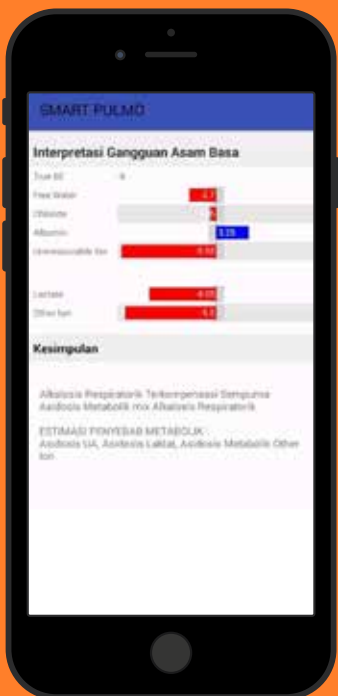 SMART PULMO
Interpretasi Gangguan Asam Basa
True BE
Free Water
Chloride
Albumin
Unmeasurable Ion
Lactate
Other Ion
Kesimpulan
Alkalosis Respiratorik Terkompensasi Sempurna
Asidosis Metabolik mix Alkalosis Respiratorik
ESTIMASI PENYEBAB METABOLIK
Asidosis UA, Asidosis Laktat, Asidosis Metabolik Other
Ion